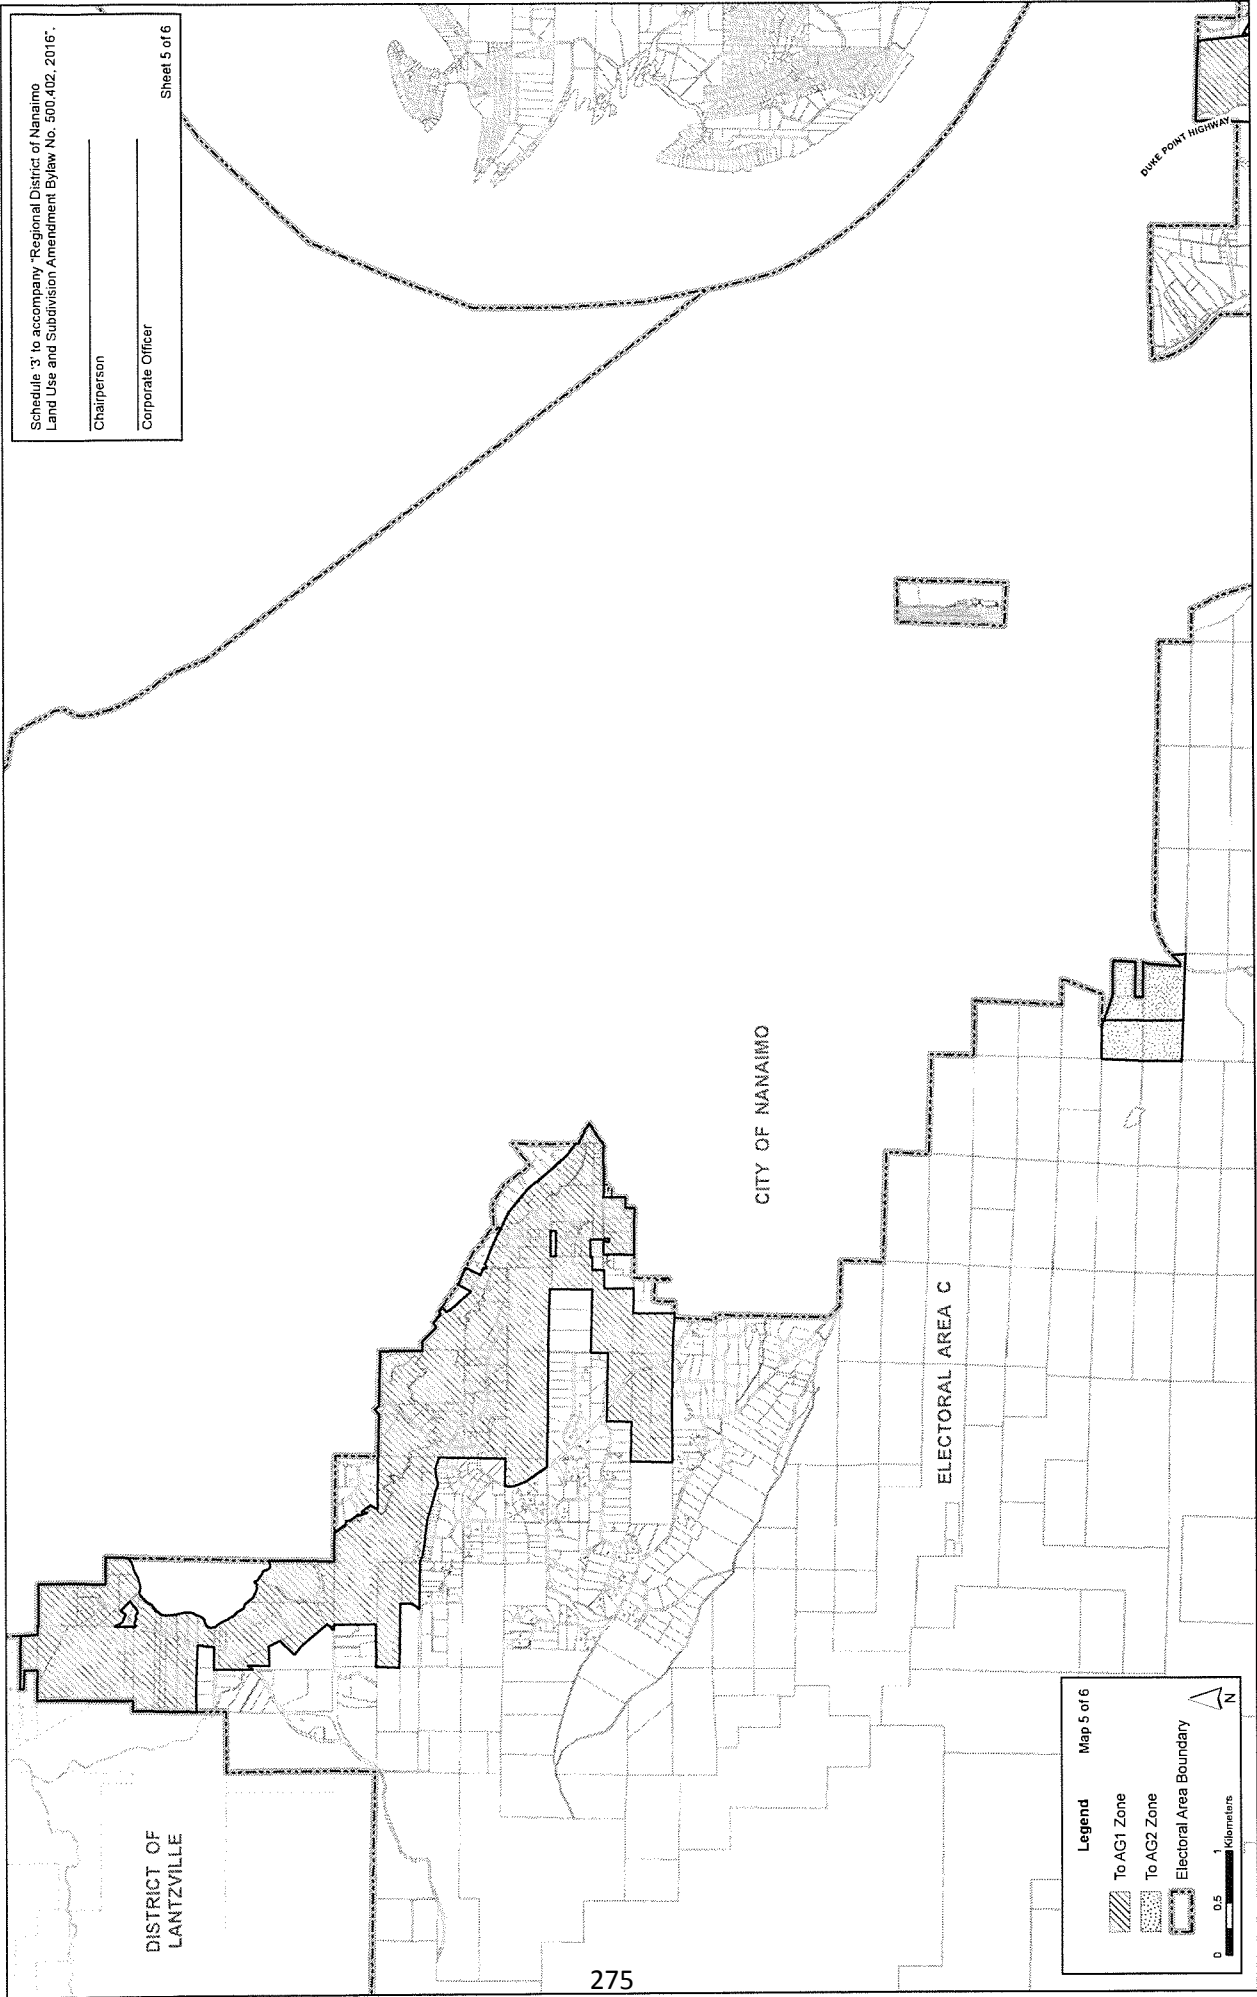 Schedule '3' to accompany "Regional District of Nanaimo
Land Use and Subdivision Amendment Bylaw No. 500.402, 2016".
Chairperson
Corporate Officer
Sheet 5 of 6
DUKE POINT HIGHWAY
CITY OF NANAIMO
ELECTORAL AREA C
DISTRICT OF
LANTZVILLE
Legend
Map 5 of 6
To AG1 Zone
To AG2 Zone
Electoral Area Boundary
0 0.5 1
Kilometers
N
275